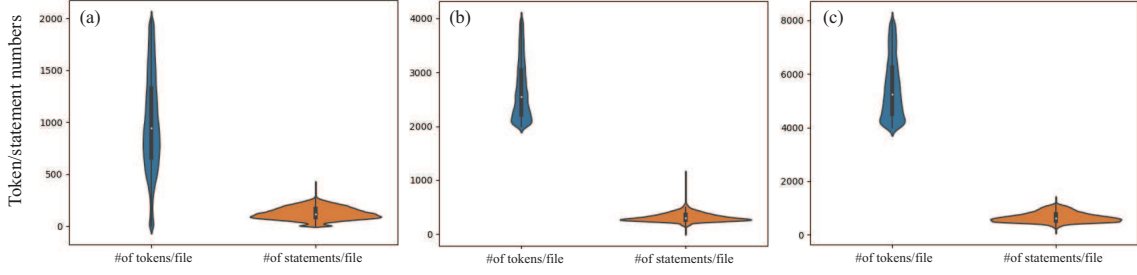 Token/statement numbers
(a)
2000
1500
1000
500
0
#of tokens/file
#of statements/file
(b)
4000
3000
2000
1000
0
#of tokens/file
#of statements/file
(c)
8000
6000
4000
2000
0
#of tokens/file
#of statements/file